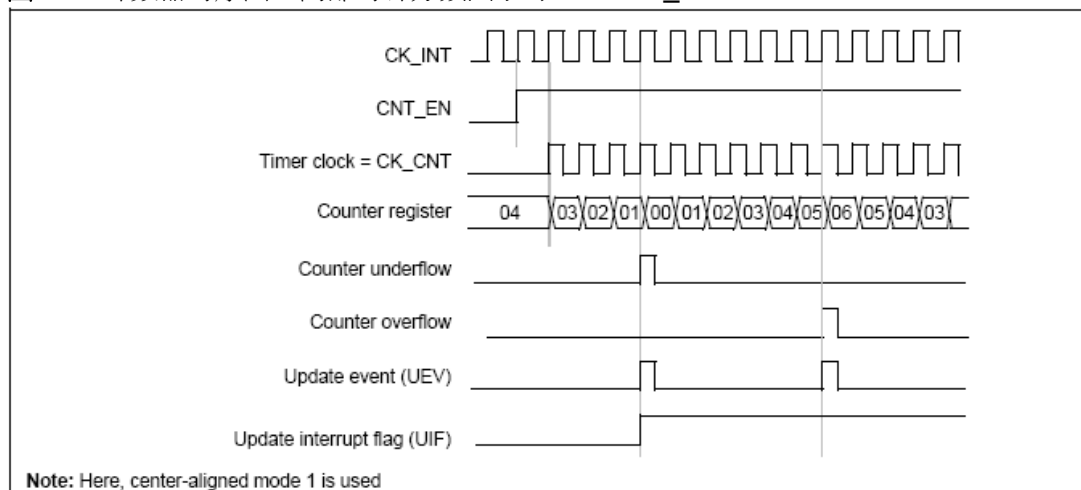 CK_INT
CNT_EN
Timer clock = CK_CNT
Counter register 04 03 02 01 00 01 02 03 04 05 06 05 04 03
Counter underflow
Counter overflow
Update event (UEV)
Update interrupt flag (UIF)
Note: Here, center-aligned mode 1 is used